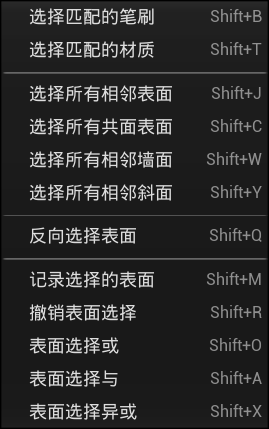 选择匹配的笔刷 Shift+B
选择匹配的材质 Shift+T
选择所有相邻表面 Shift+J
选择所有共面表面 Shift+C
选择所有相邻墙面 Shift+W
选择所有相邻斜面 Shift+Y
反向选择表面 Shift+Q
记录选择的表面 Shift+M
撤销表面选择 Shift+R
表面选择或 Shift+O
表面选择与 Shift+A
表面选择异或 Shift+X